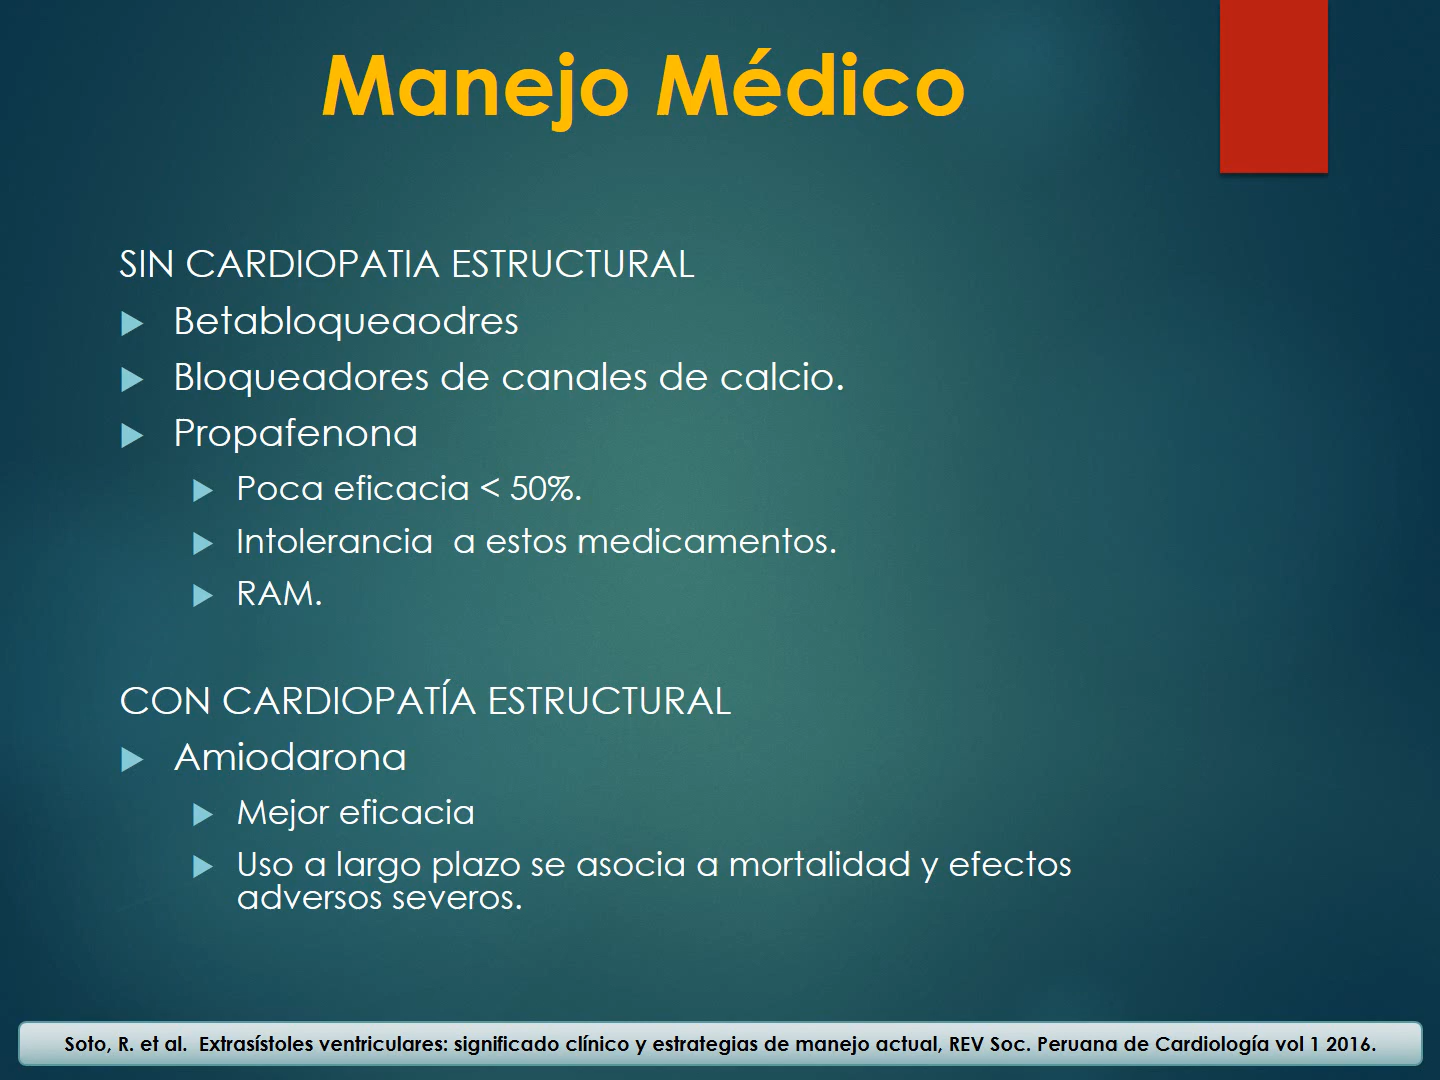 Manejo Médico
SIN CARDIOPATIA ESTRUCTURAL
Betabloqueaodres
Bloqueadores de canales de calcio.
Propafenona
Poca eficacia < 50%.
Intolerancia  a estos medicamentos.
RAM.
CON CARDIOPATÍA ESTRUCTURAL
Amiodarona
Mejor eficacia
Uso a largo plazo se asocia a mortalidad y efectos
adversos severos.
Soto, R. et al.  Extrasístoles ventriculares: significado clínico y estrategias de manejo actual, REV Soc. Peruana de Cardiología vol 1 2016.